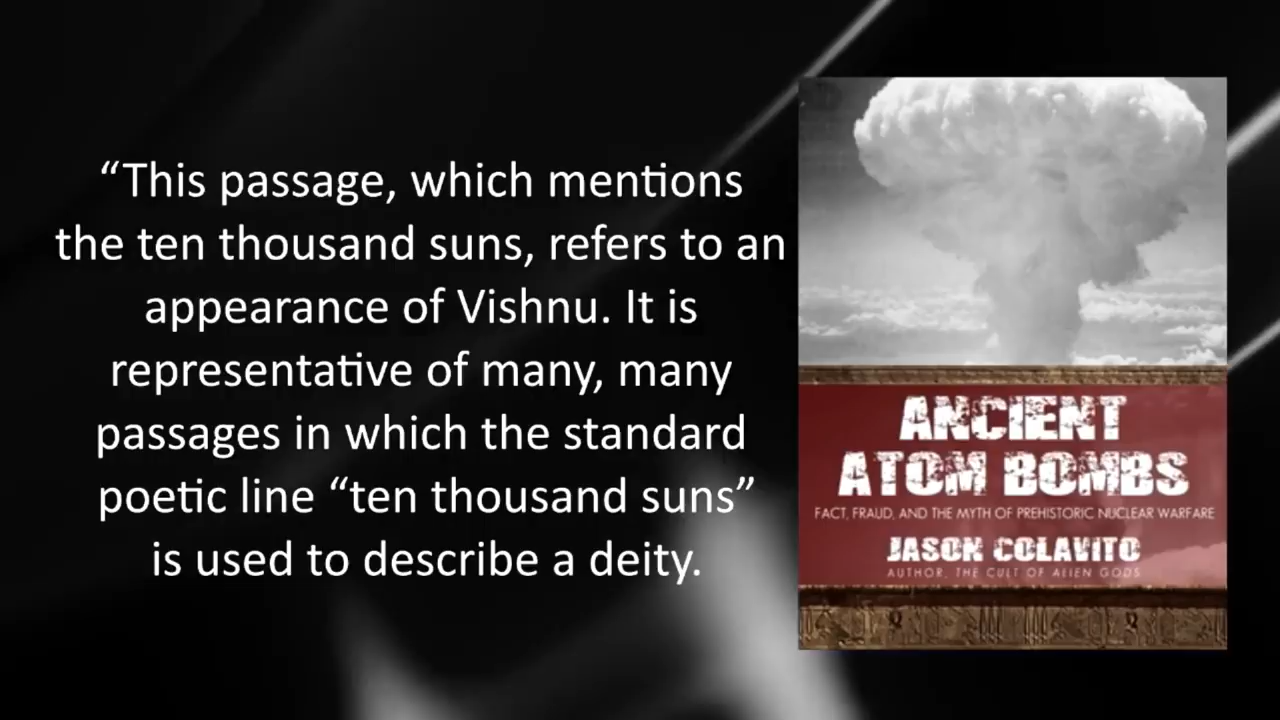 “This passage, which mentions
the ten thousand suns, refers to an
appearance of Vishnu. It is
representative of many, many
passages in which the standard
poetic line “ten thousand suns”
is used to describe a deity.
ANCIENT
ATOM BOMBS
FACT, FRAUD, AND THE MYTH OF PREHISTORIC NUCLEAR WARFARE
JASON COLAVITO
AUTHOR, THE CULT OF ALIEN GODS